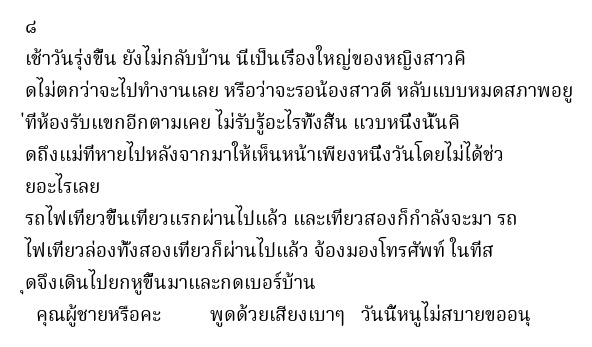 ๘
เช้าวันรุ่งขึ้น ยังไม่กลับบ้าน นี่เป็นเรื่องใหญ่ของหญิงสาวคิ
ดไม่ตกว่าจะไปทำงานเลย หรือว่าจะรอน้องสาวดี หลับแบบหมดสภาพอยู
่ที่ห้องรับแขกอีกตามเคย ไม่รับรู้อะไรทั้งสิ้น แวบหนึ่งนั้นคิ
ดถึงแม่ที่หายไปหลังจากมาให้เห็นหน้าเพียงหนึ่งวันโดยไม่ได้ช่ว
ยอะไรเลย
รถไฟเที่ยวขึ้นเที่ยวแรกผ่านไปแล้ว และเที่ยวสองก็กำลังจะมา รถ
ไฟเที่ยวล่องทั้งสองเที่ยวก็ผ่านไปแล้ว จ้องมองโทรศัพท์ ในที่ส
ุดจึงเดินไปยกหูขึ้นมาและกดเบอร์บ้าน
คุณผู้ชายหรือคะ พูดด้วยเสียงเบาๆ วันนี้หนูไม่สบายขออนุ